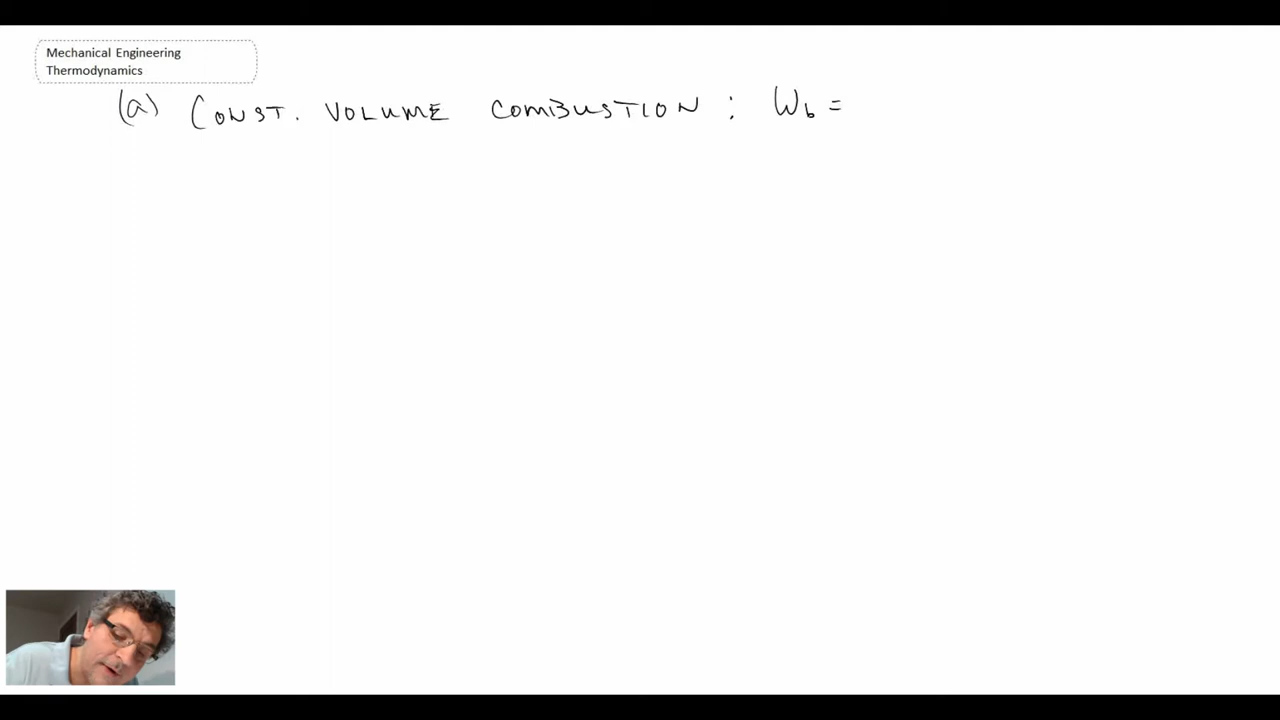 Mechanical Engineering
Thermodynamics
(a) CONST. VOLUME COMBUSTION : Wb =